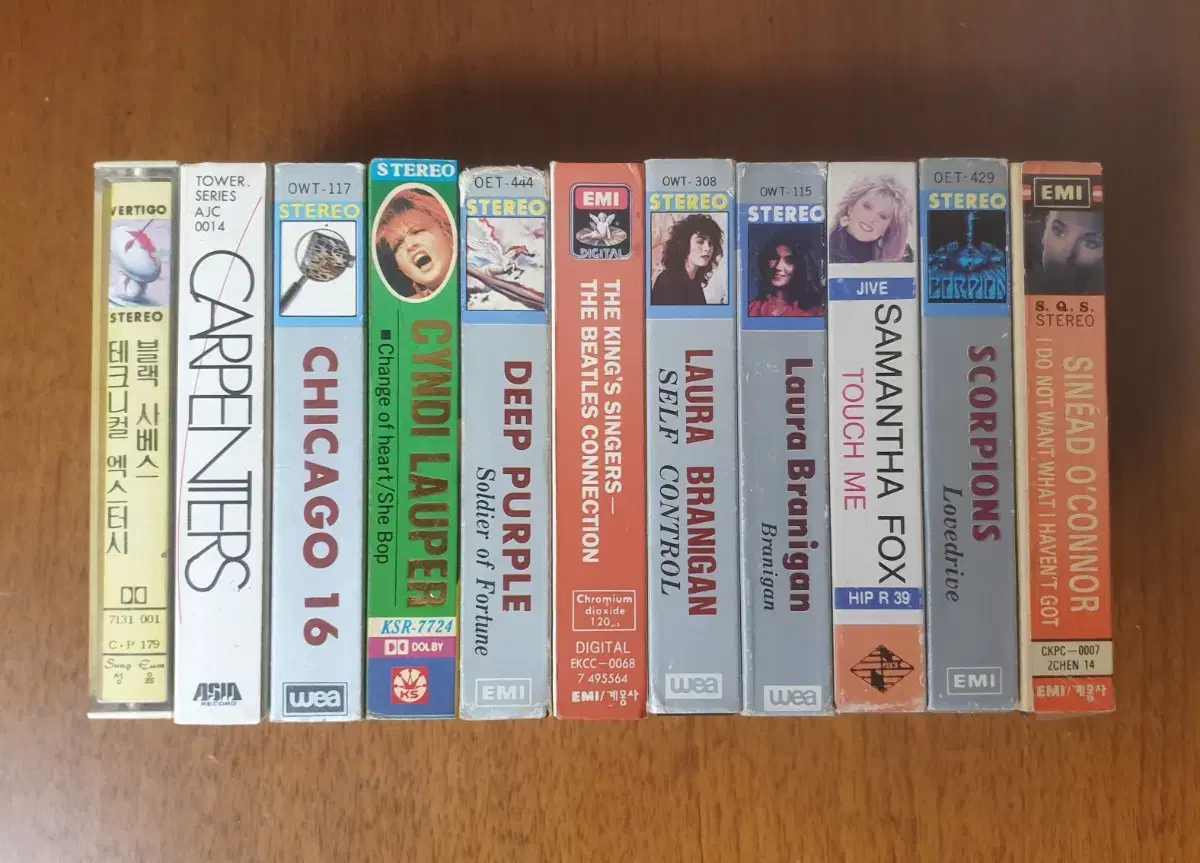 VERTIGO
STEREO
블랙 사베스
테크니컬 엑스터시
7131 001
C·P 179
Sung Eum
성음
TOWER.
SERIES
AJC
0014
CARPENTERS
ASIA
RECORD
OWT-117
STEREO
CHICAGO 16
wea
STEREO
CYNDI LAUPER
■Change of heart/She Bop
KSR-7724
DOLBY
KS
OET-444
STEREO
DEEP PURPLE
Soldier of Fortune
EMI
EMI
DIGITAL
THE KING'S SINGERS—
THE BEATLES CONNECTION
Chromium
dioxide
120μs
DIGITAL
EKCC-0068
7 495564
EMI/계몽사
OWT-308
STEREO
LAURA BRANIGAN
SELF CONTROL
wea
OWT-115
STEREO
Laura Branigan
Branigan
wea
JIVE
SAMANTHA FOX
TOUCH ME
HIP R 39
OET-429
STEREO
SCORPIONS
Lovedrive
EMI
EMI
S.Q.S.
STEREO
SINÉAD O'CONNOR
I DO NOT WANT WHAT I HAVEN'T GOT
CKPC-0007
ZCHEN 14
EMI/계몽사